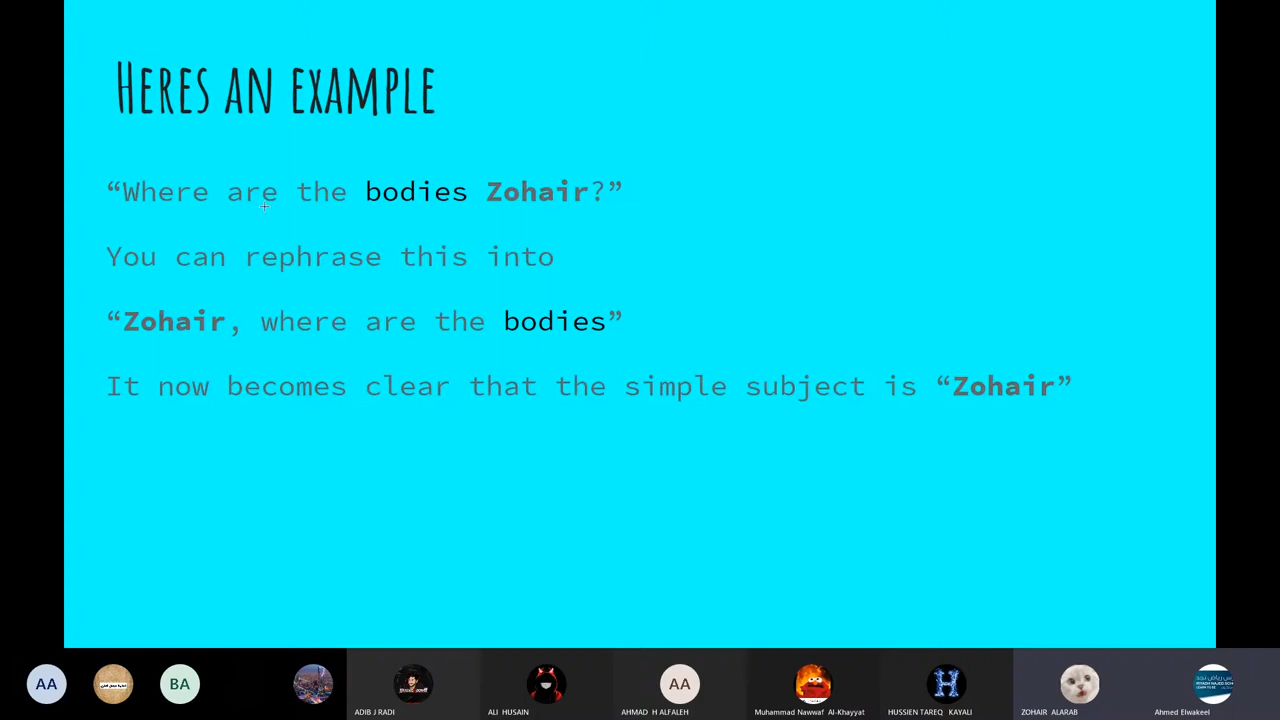 Heres an example
“Where are the bodies Zohair?”
You can rephrase this into
“Zohair, where are the bodies”
It now becomes clear that the simple subject is “Zohair”
AA
BA
AA
ADIB J RADI
ALI HUSAIN
AHMAD H ALFALEH
Muhammad Nawwaf Al-Khayyat
HUSSIEN TAREQ KAYALI
ZOHAIR ALARAB
Ahmed Elwakeel